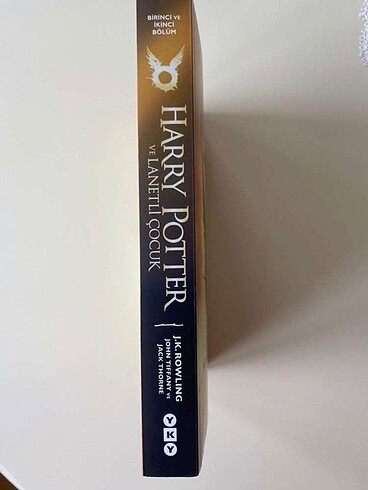 BİRİNCİ VE
İKİNCİ
BÖLÜM
HARRY POTTER
VE LANETLİ ÇOCUK
J.K. ROWLING
JOHN TIFFANY VE
JACK THORNE
YKY